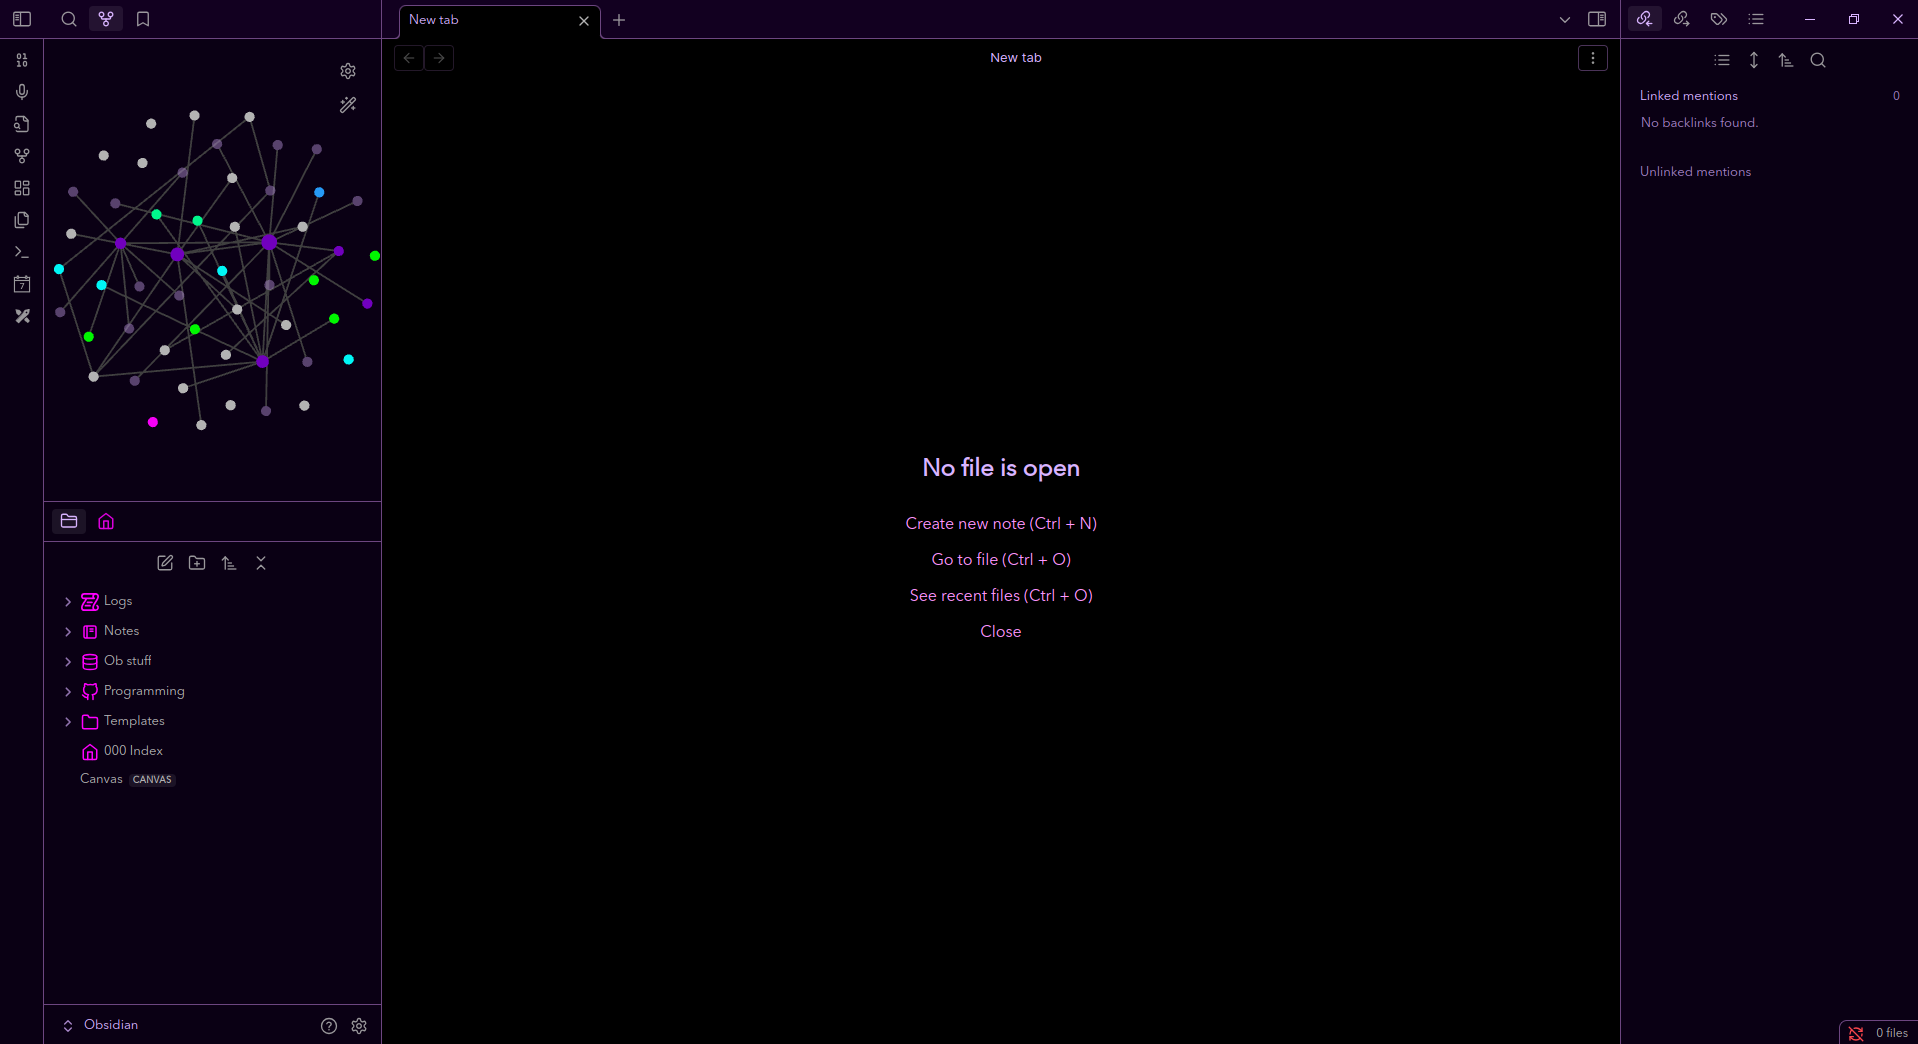 New tab
New tab
Linked mentions 0
No backlinks found.
Unlinked mentions
No file is open
Create new note (Ctrl + N)
Go to file (Ctrl + O)
See recent files (Ctrl + O)
Close
Logs
Notes
Ob stuff
Programming
Templates
000 Index
Canvas CANVAS
Obsidian
0 files